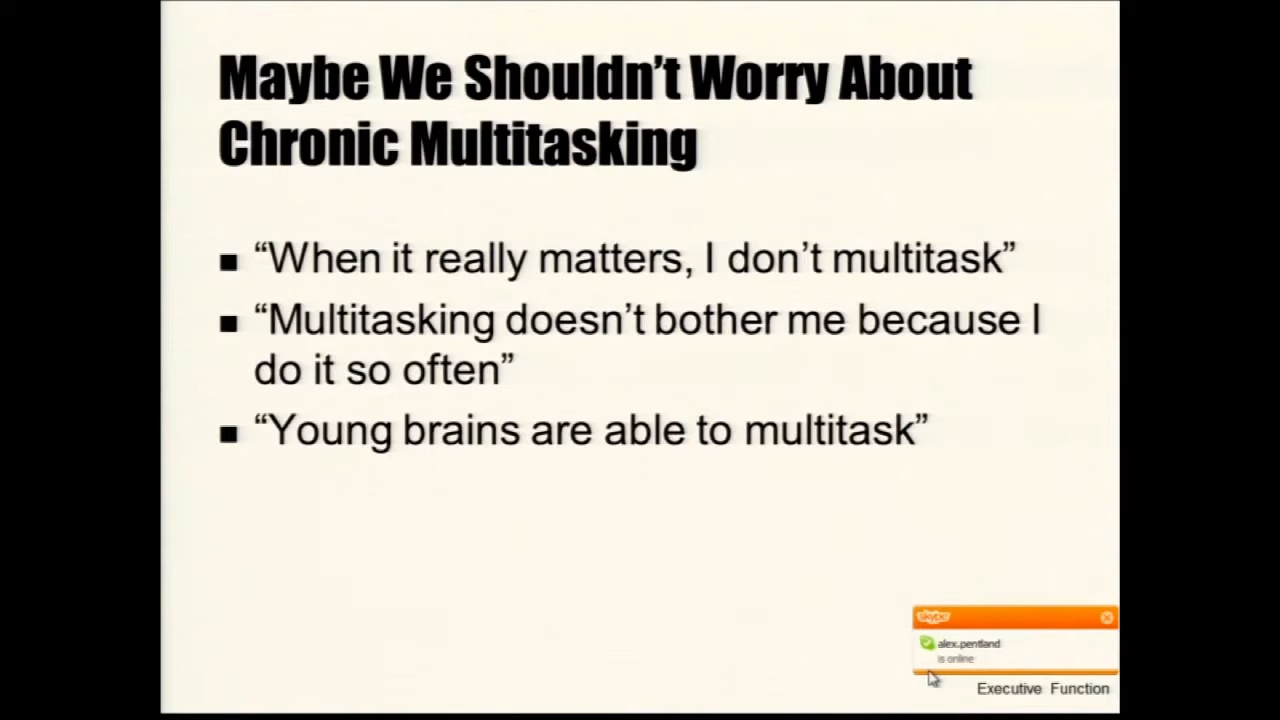 Maybe We Shouldn’t Worry About
Chronic Multitasking
■ “When it really matters, I don’t multitask”
■ “Multitasking doesn’t bother me because I
do it so often”
■ “Young brains are able to multitask”
skype
alex.pentland
is online
Executive Function